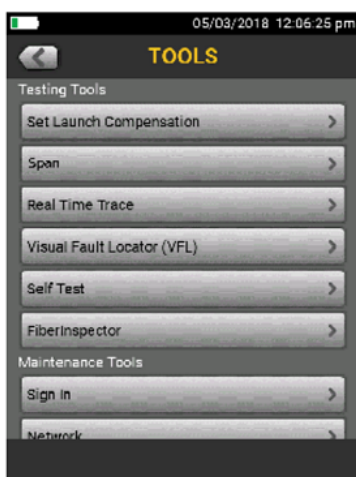 05/03/2018 12:06:25 pm
TOOLS
Testing Tools
Set Launch Compensation
Span
Real Time Trace
Visual Fault Locator (VFL)
Self Test
FiberInspector
Maintenance Tools
Sign In
Network